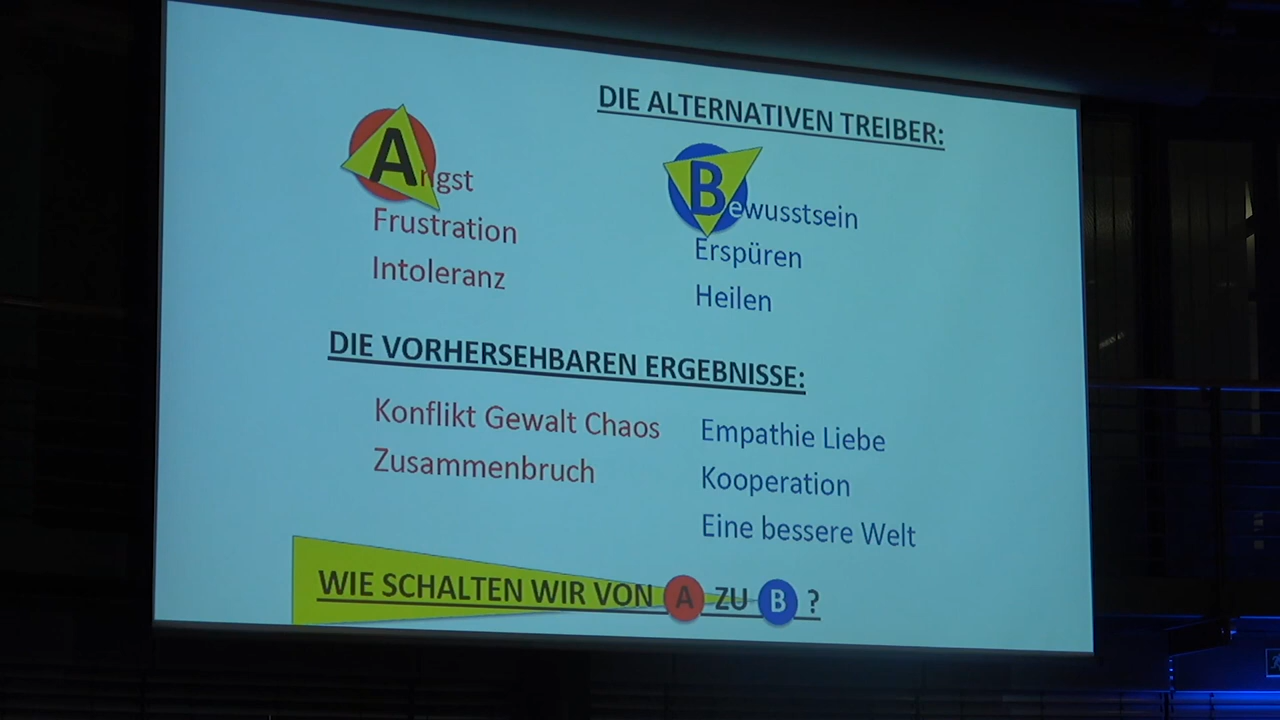 DIE ALTERNATIVEN TREIBER:
Angst
Frustration
Intoleranz
Bewusstsein
Erspüren
Heilen
DIE VORHERSEHBAREN ERGEBNISSE:
Konflikt Gewalt Chaos
Zusammenbruch
Empathie Liebe
Kooperation
Eine bessere Welt
WIE SCHALTEN WIR VON A ZU B ?